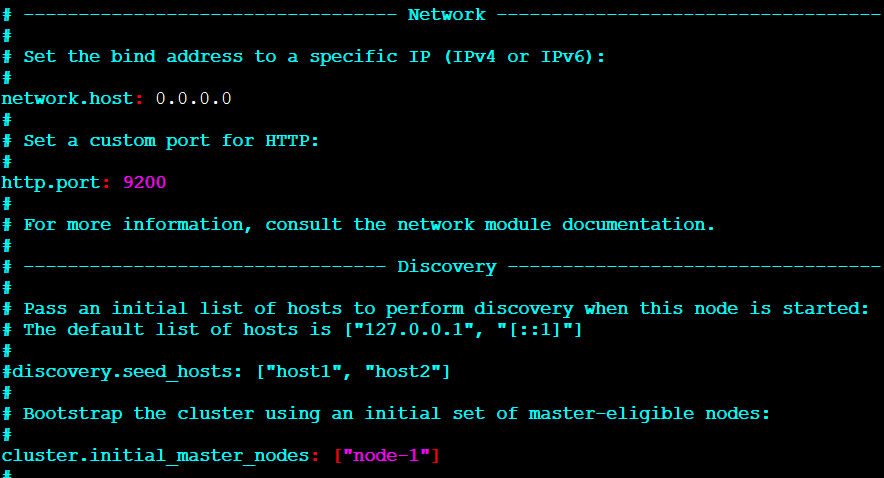 # ---------------------------------- Network -----------------------------------
#
# Set the bind address to a specific IP (IPv4 or IPv6):
#
network.host: 0.0.0.0
#
# Set a custom port for HTTP:
#
http.port: 9200
#
# For more information, consult the network module documentation.
#
# --------------------------------- Discovery ----------------------------------
#
# Pass an initial list of hosts to perform discovery when this node is started:
# The default list of hosts is ["127.0.0.1", "[::1]"]
#
#discovery.seed_hosts: ["host1", "host2"]
#
# Bootstrap the cluster using an initial set of master-eligible nodes:
#
cluster.initial_master_nodes: ["node-1"]
#